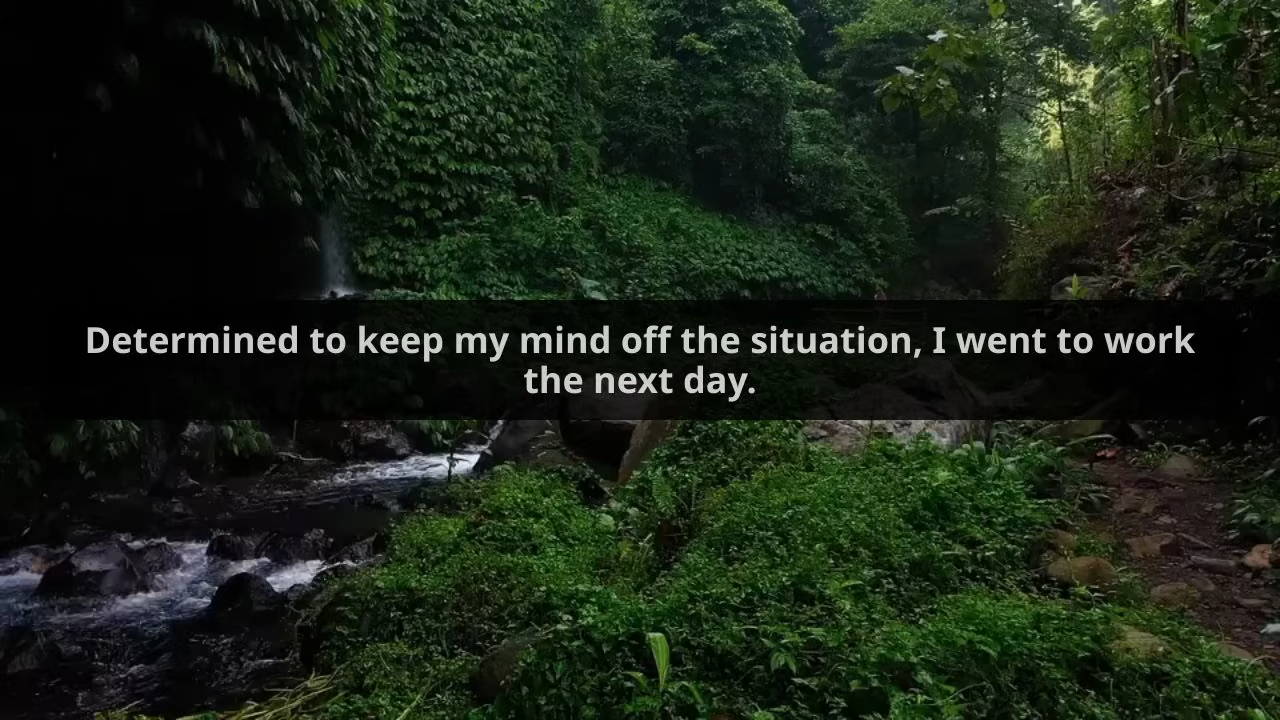 Determined to keep my mind off the situation, I went to work
the next day.